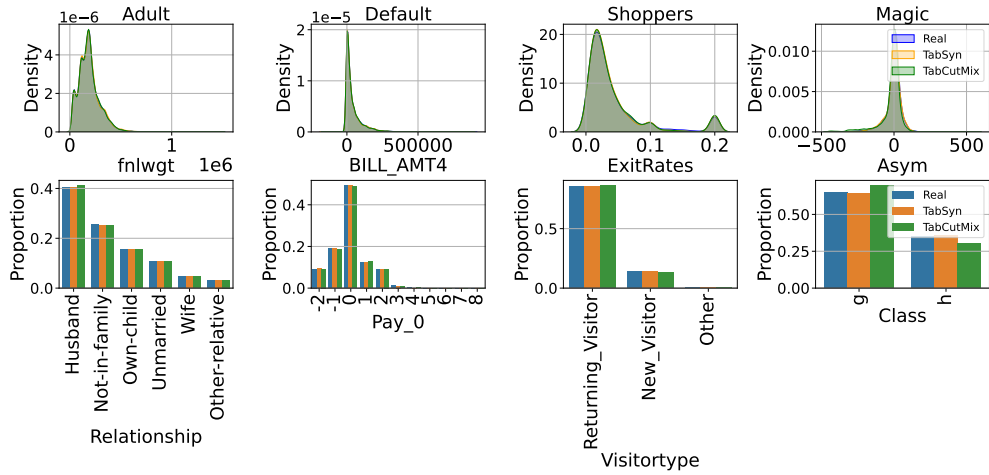 Adult
1e−6
Density
4
2
0
0
1
1e6
fnlwgt
Default
1e−5
Density
2
1
0
0
500000
BILL_AMT4
Shoppers
Density
20
10
0
0.0
0.1
0.2
ExitRates
Magic
Density
0.010
0.005
0.000
−500
0
500
Asym
Real
TabSyn
TabCutMix
Proportion
0.4
0.2
0.0
Husband
Not-in-family
Own-child
Unmarried
Wife
Other-relative
Relationship
Proportion
0.4
0.2
0.0
-2
-1
0
1
2
3
4
5
6
7
8
Pay_0
Proportion
0.5
0.0
Returning_Visitor
New_Visitor
Other
Visitortype
Proportion
0.50
0.25
0.00
g
h
Class
Real
TabSyn
TabCutMix